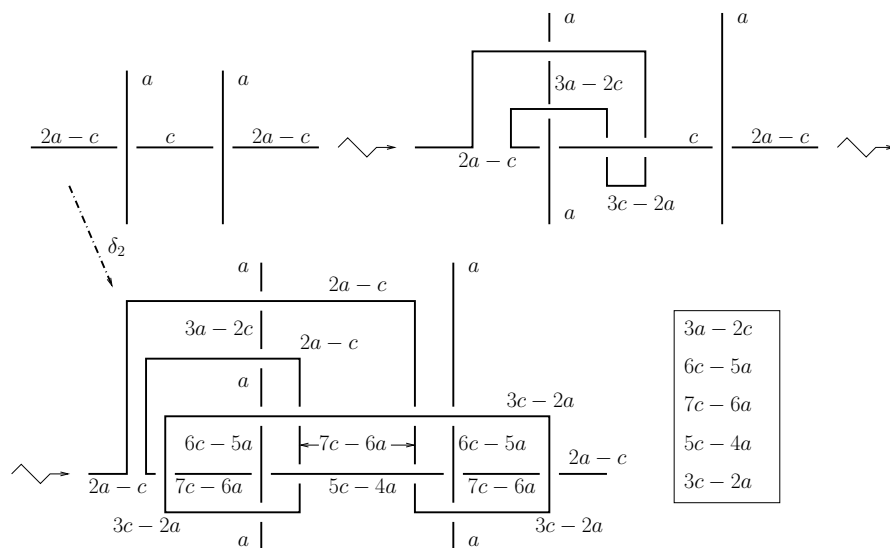 a
a
2a − c
c
2a − c
a
a
3a − 2c
2a − c
c
2a − c
3c − 2a
a
δ₂
a
a
2a − c
3a − 2c
2a − c
a
3c − 2a
6c − 5a
7c − 6a
6c − 5a
2a − c
7c − 6a
5c − 4a
7c − 6a
2a − c
3c − 2a
3c − 2a
a
a
3a − 2c
6c − 5a
7c − 6a
5c − 4a
3c − 2a